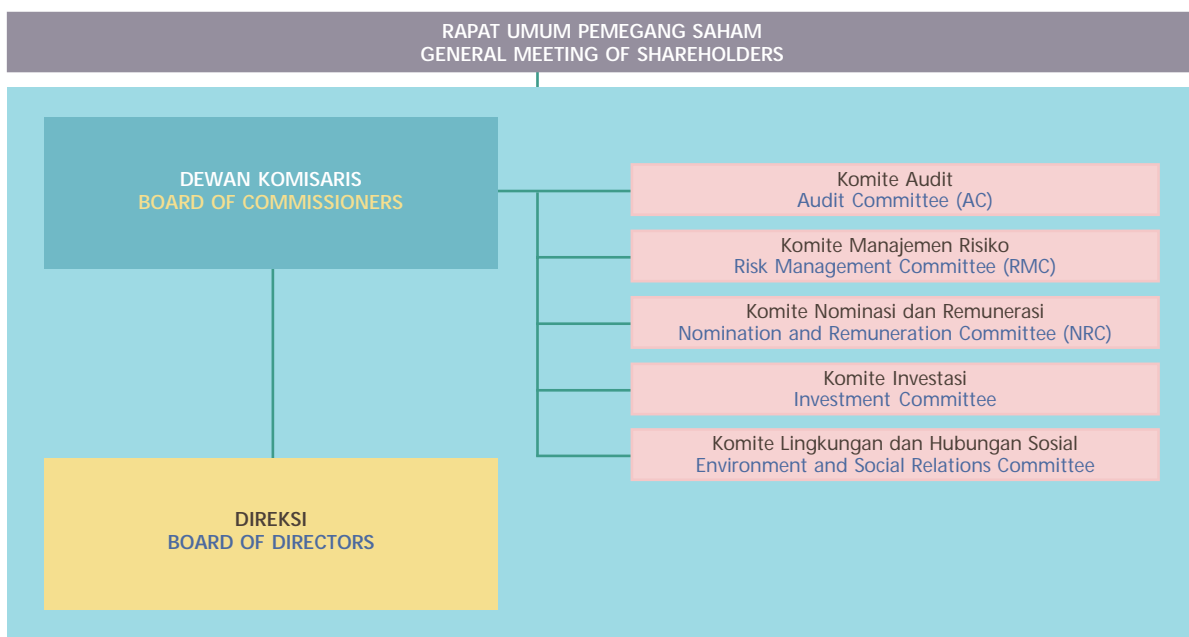 RAPAT UMUM PEMEGANG SAHAM
GENERAL MEETING OF SHAREHOLDERS
DEWAN KOMISARIS
BOARD OF COMMISSIONERS
Komite Audit
Audit Committee (AC)
Komite Manajemen Risiko
Risk Management Committee (RMC)
Komite Nominasi dan Remunerasi
Nomination and Remuneration Committee (NRC)
Komite Investasi
Investment Committee
Komite Lingkungan dan Hubungan Sosial
Environment and Social Relations Committee
DIREKSI
BOARD OF DIRECTORS